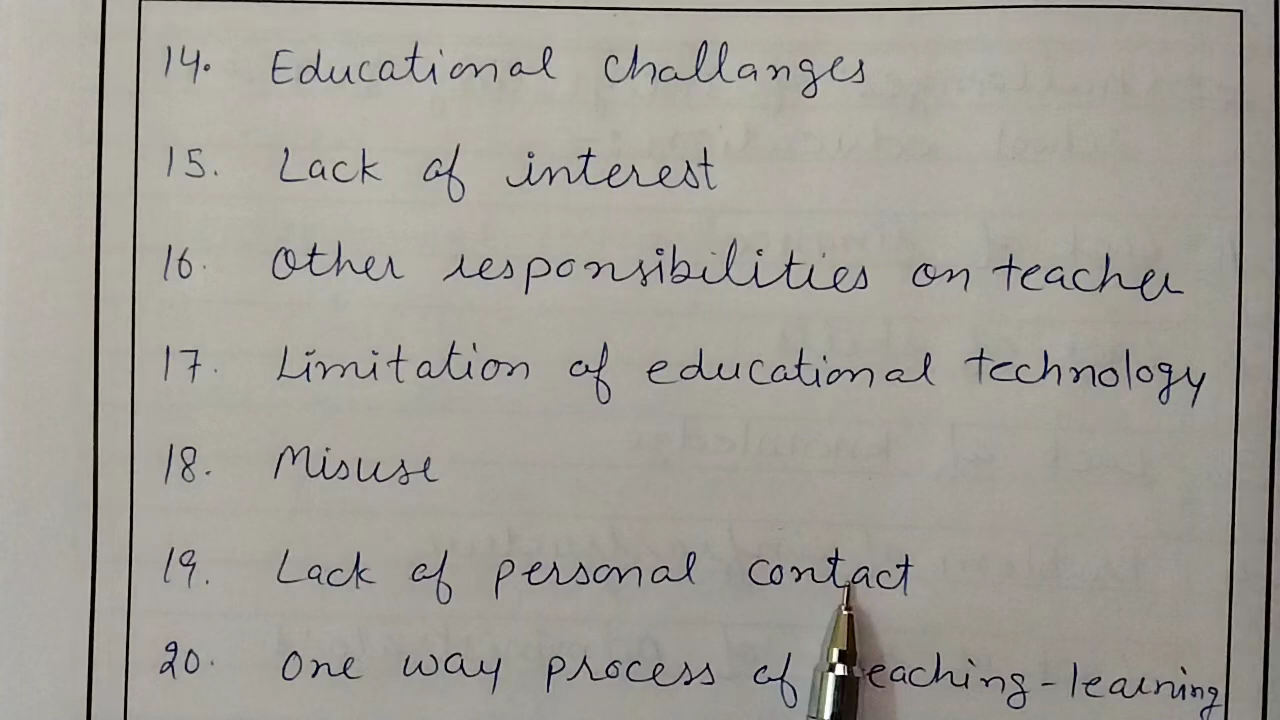 14. Educational challanges
15. Lack of interest
16. Other responsibilities on teacher
17. Limitation of educational technology
18. Misuse
19. Lack of personal contact
20. One way process of teaching-learning